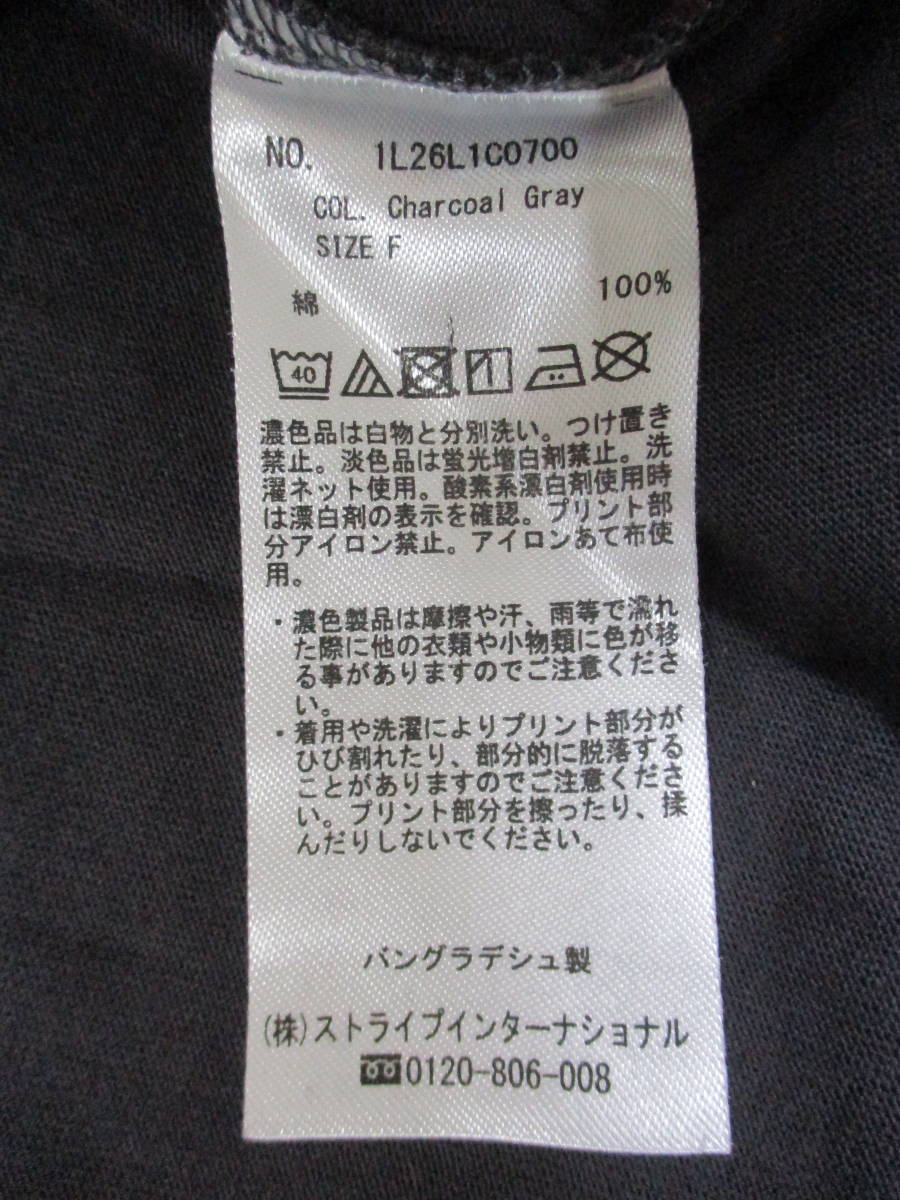 NO. 1L26L1C0700
COL. Charcoal Gray
SIZE F
綿 100%
40
濃色品は白物と分別洗い。つけ置き
禁止。淡色品は蛍光増白剤禁止。洗
濯ネット使用。酸素系漂白剤使用時
は漂白剤の表示を確認。プリント部
分アイロン禁止。アイロンあて布使
用。
・濃色製品は摩擦や汗、雨等で濡れ
た際に他の衣類や小物類に色が移
る事がありますのでご注意くださ
い。
・着用や洗濯によりプリント部分が
ひび割れたり、部分的に脱落する
ことがありますのでご注意くださ
い。プリント部分を擦ったり、揉
んだりしないでください。
バングラデシュ製
(株)ストライプインターナショナル
0120-806-008